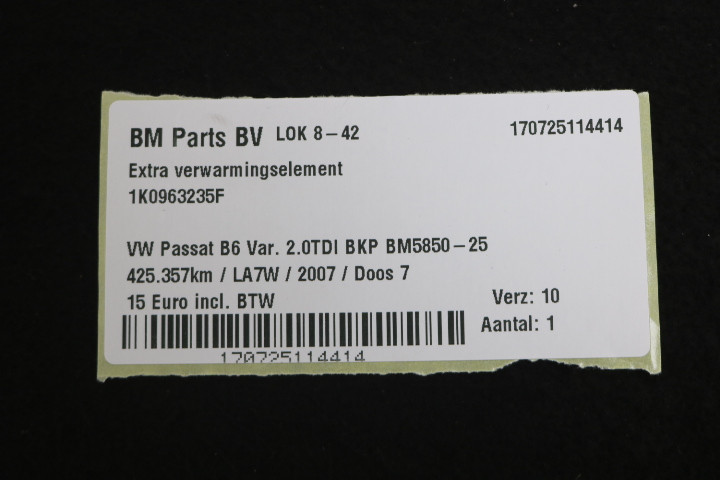 BM Parts BV LOK 8-42 170725114414
Extra verwarmingselement
1K0963235F
VW Passat B6 Var. 2.0TDI BKP BM5850-25
425.357km / LA7W / 2007 / Doos 7
15 Euro incl. BTW Verz: 10
Aantal: 1
170725114414